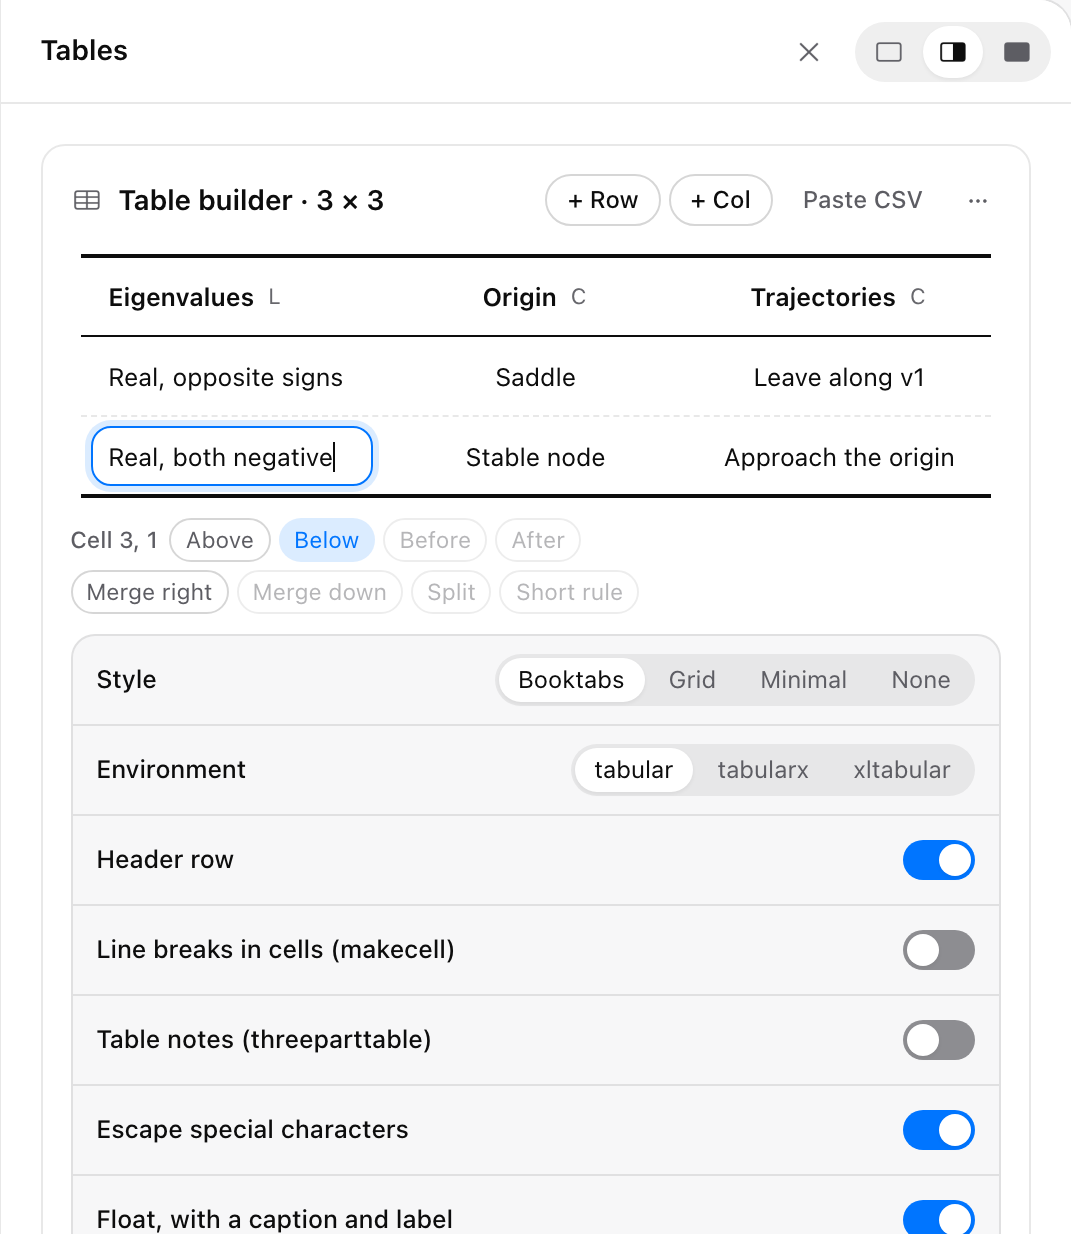 Tables
Table builder · 3 × 3 + Row + Col Paste CSV ...
Eigenvalues L Origin C Trajectories C
Real, opposite signs Saddle Leave along v1
Real, both negative Stable node Approach the origin
Cell 3, 1 Above Below Before After
Merge right Merge down Split Short rule
Style Booktabs Grid Minimal None
Environment tabular tabularx xltabular
Header row
Line breaks in cells (makecell)
Table notes (threeparttable)
Escape special characters
Float, with a caption and label